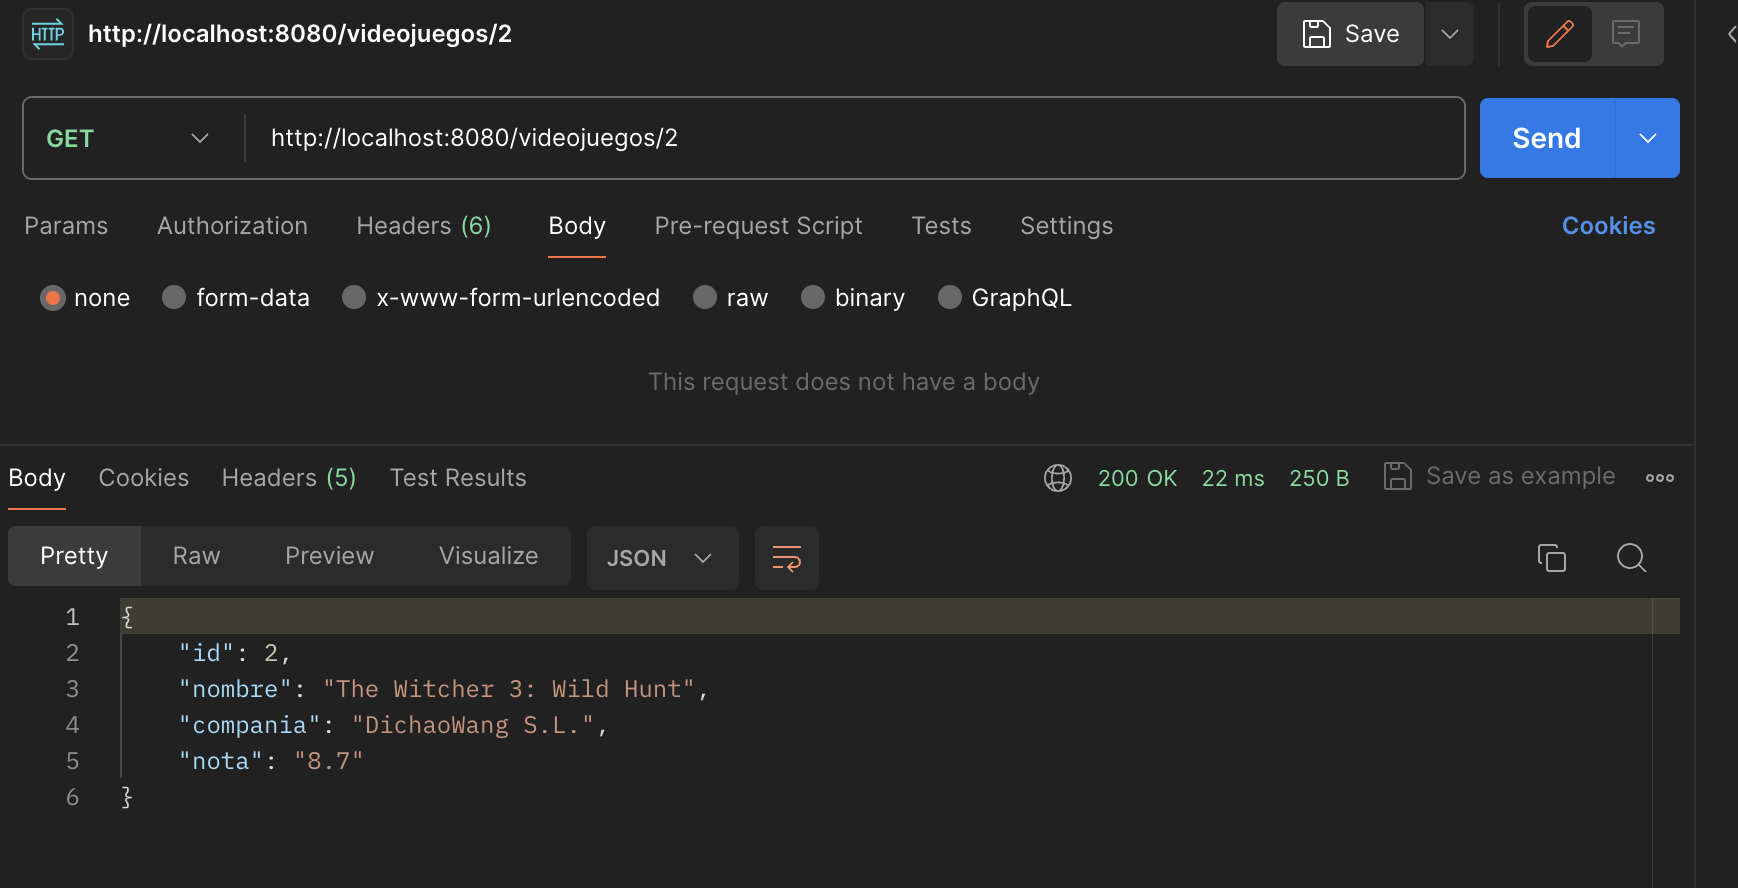 HTTP http://localhost:8080/videojuegos/2 Save
GET http://localhost:8080/videojuegos/2 Send
Params Authorization Headers (6) Body Pre-request Script Tests Settings Cookies
none form-data x-www-form-urlencoded raw binary GraphQL
This request does not have a body
Body Cookies Headers (5) Test Results 200 OK 22 ms 250 B Save as example
Pretty Raw Preview Visualize JSON
1 {
2 "id": 2,
3 "nombre": "The Witcher 3: Wild Hunt",
4 "compania": "DichaoWang S.L.",
5 "nota": "8.7"
6 }